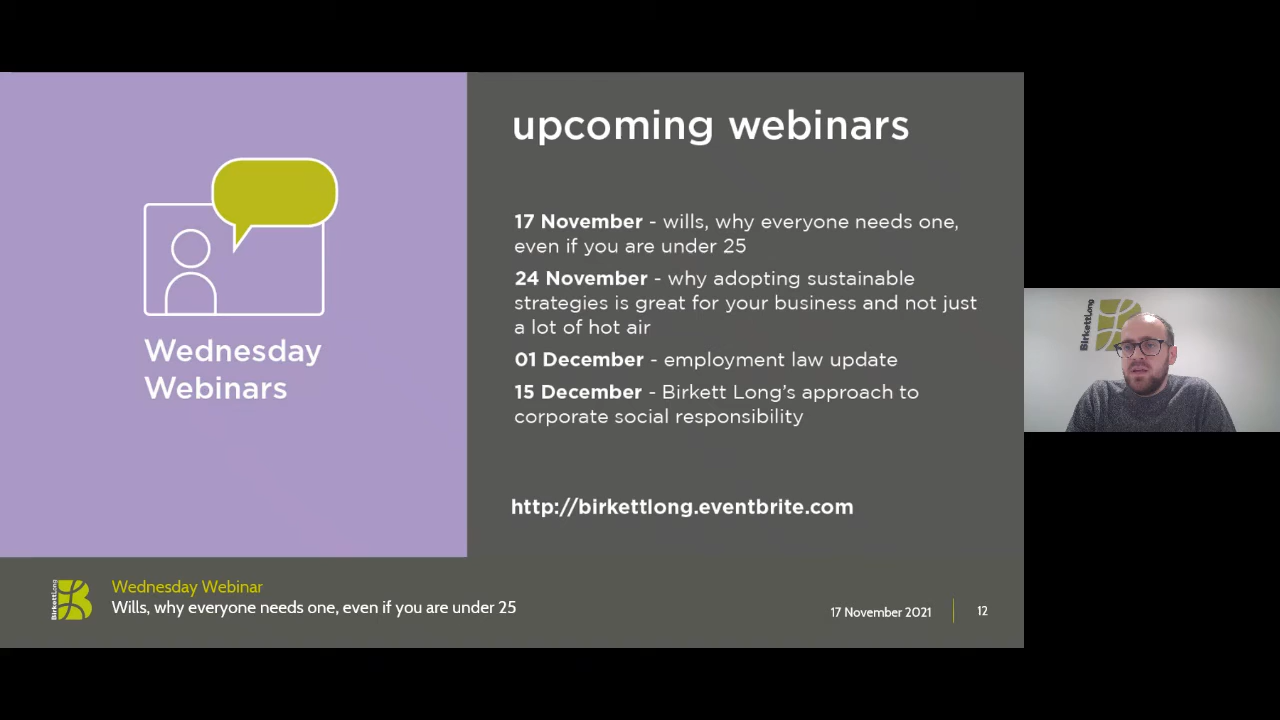 upcoming webinars
17 November - wills, why everyone needs one,
even if you are under 25
24 November - why adopting sustainable
strategies is great for your business and not just
a lot of hot air
01 December - employment law update
15 December - Birkett Long's approach to
corporate social responsibility
http://birkettlong.eventbrite.com
Wednesday
Webinars
BirkettLong
BirkettLong
Wednesday Webinar
Wills, why everyone needs one, even if you are under 25
17 November 2021
12